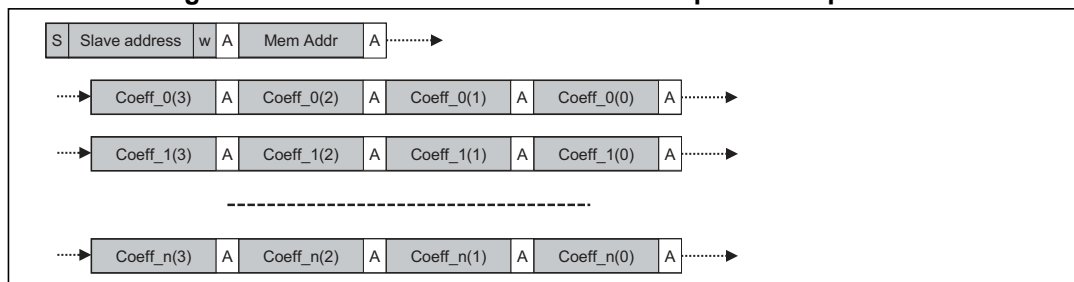 S Slave address w A Mem Addr A
Coeff_0(3) A Coeff_0(2) A Coeff_0(1) A Coeff_0(0) A
Coeff_1(3) A Coeff_1(2) A Coeff_1(1) A Coeff_1(0) A
Coeff_n(3) A Coeff_n(2) A Coeff_n(1) A Coeff_n(0) A